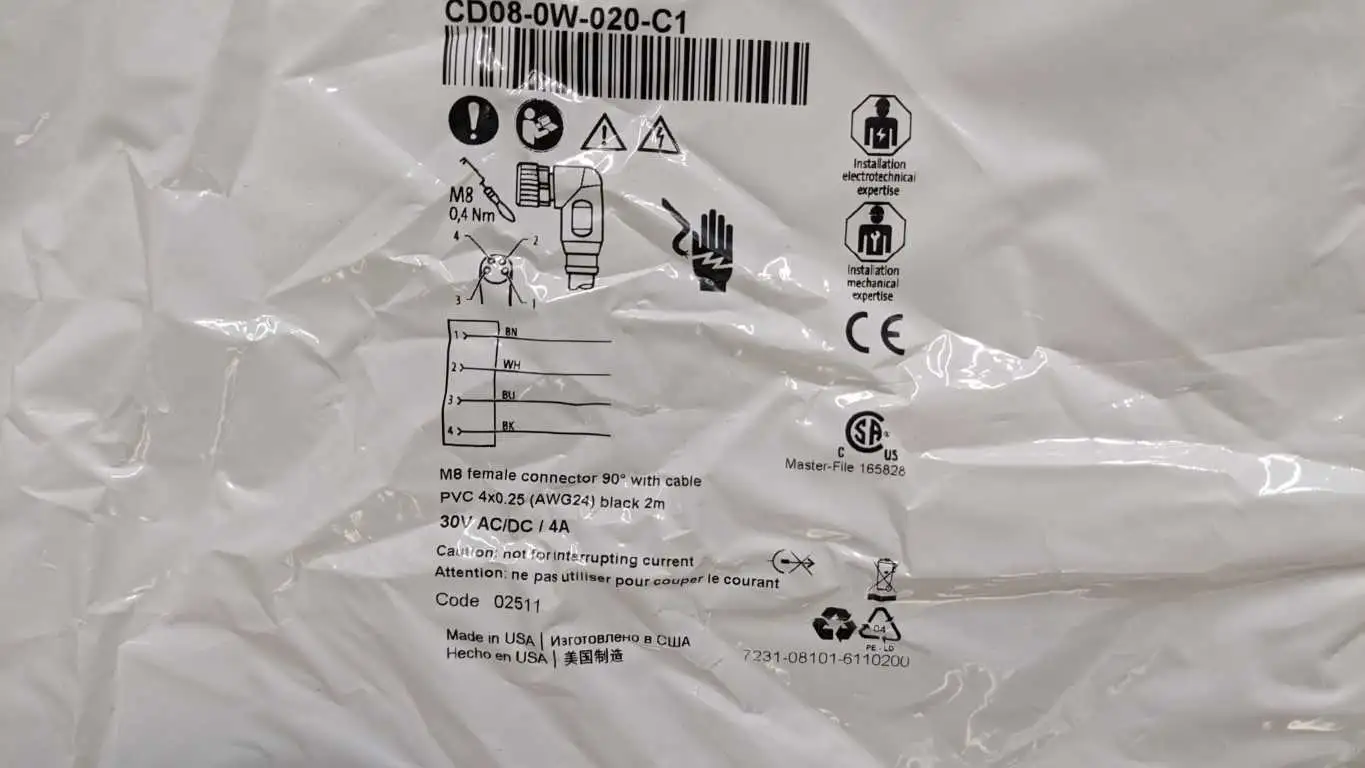 CD08-0W-020-C1
Installation
electrotechnical
expertise
M8
0,4 Nm
4
2
3
1
Installation
mechanical
expertise
1 BN
2 WH
3 BU
4 BK
CE
CSA®
C US
Master-File 165828
M8 female connector 90° with cable
PVC 4x0.25 (AWG24) black 2m
30V AC/DC / 4A
Caution: not for interrupting current
Attention: ne pas utiliser pour couper le courant
Code 02511
Made in USA | Изготовлено в США
Hecho en USA | 美国制造
04
PE-LD
7231-08101-6110200